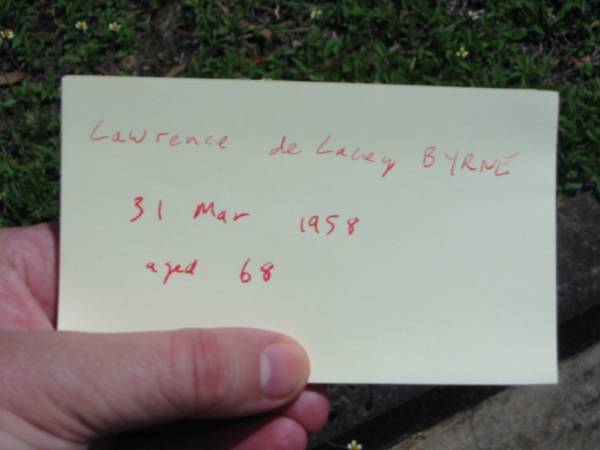 Lawrence de Lacey BYRNE
31 Mar 1958
aged 68